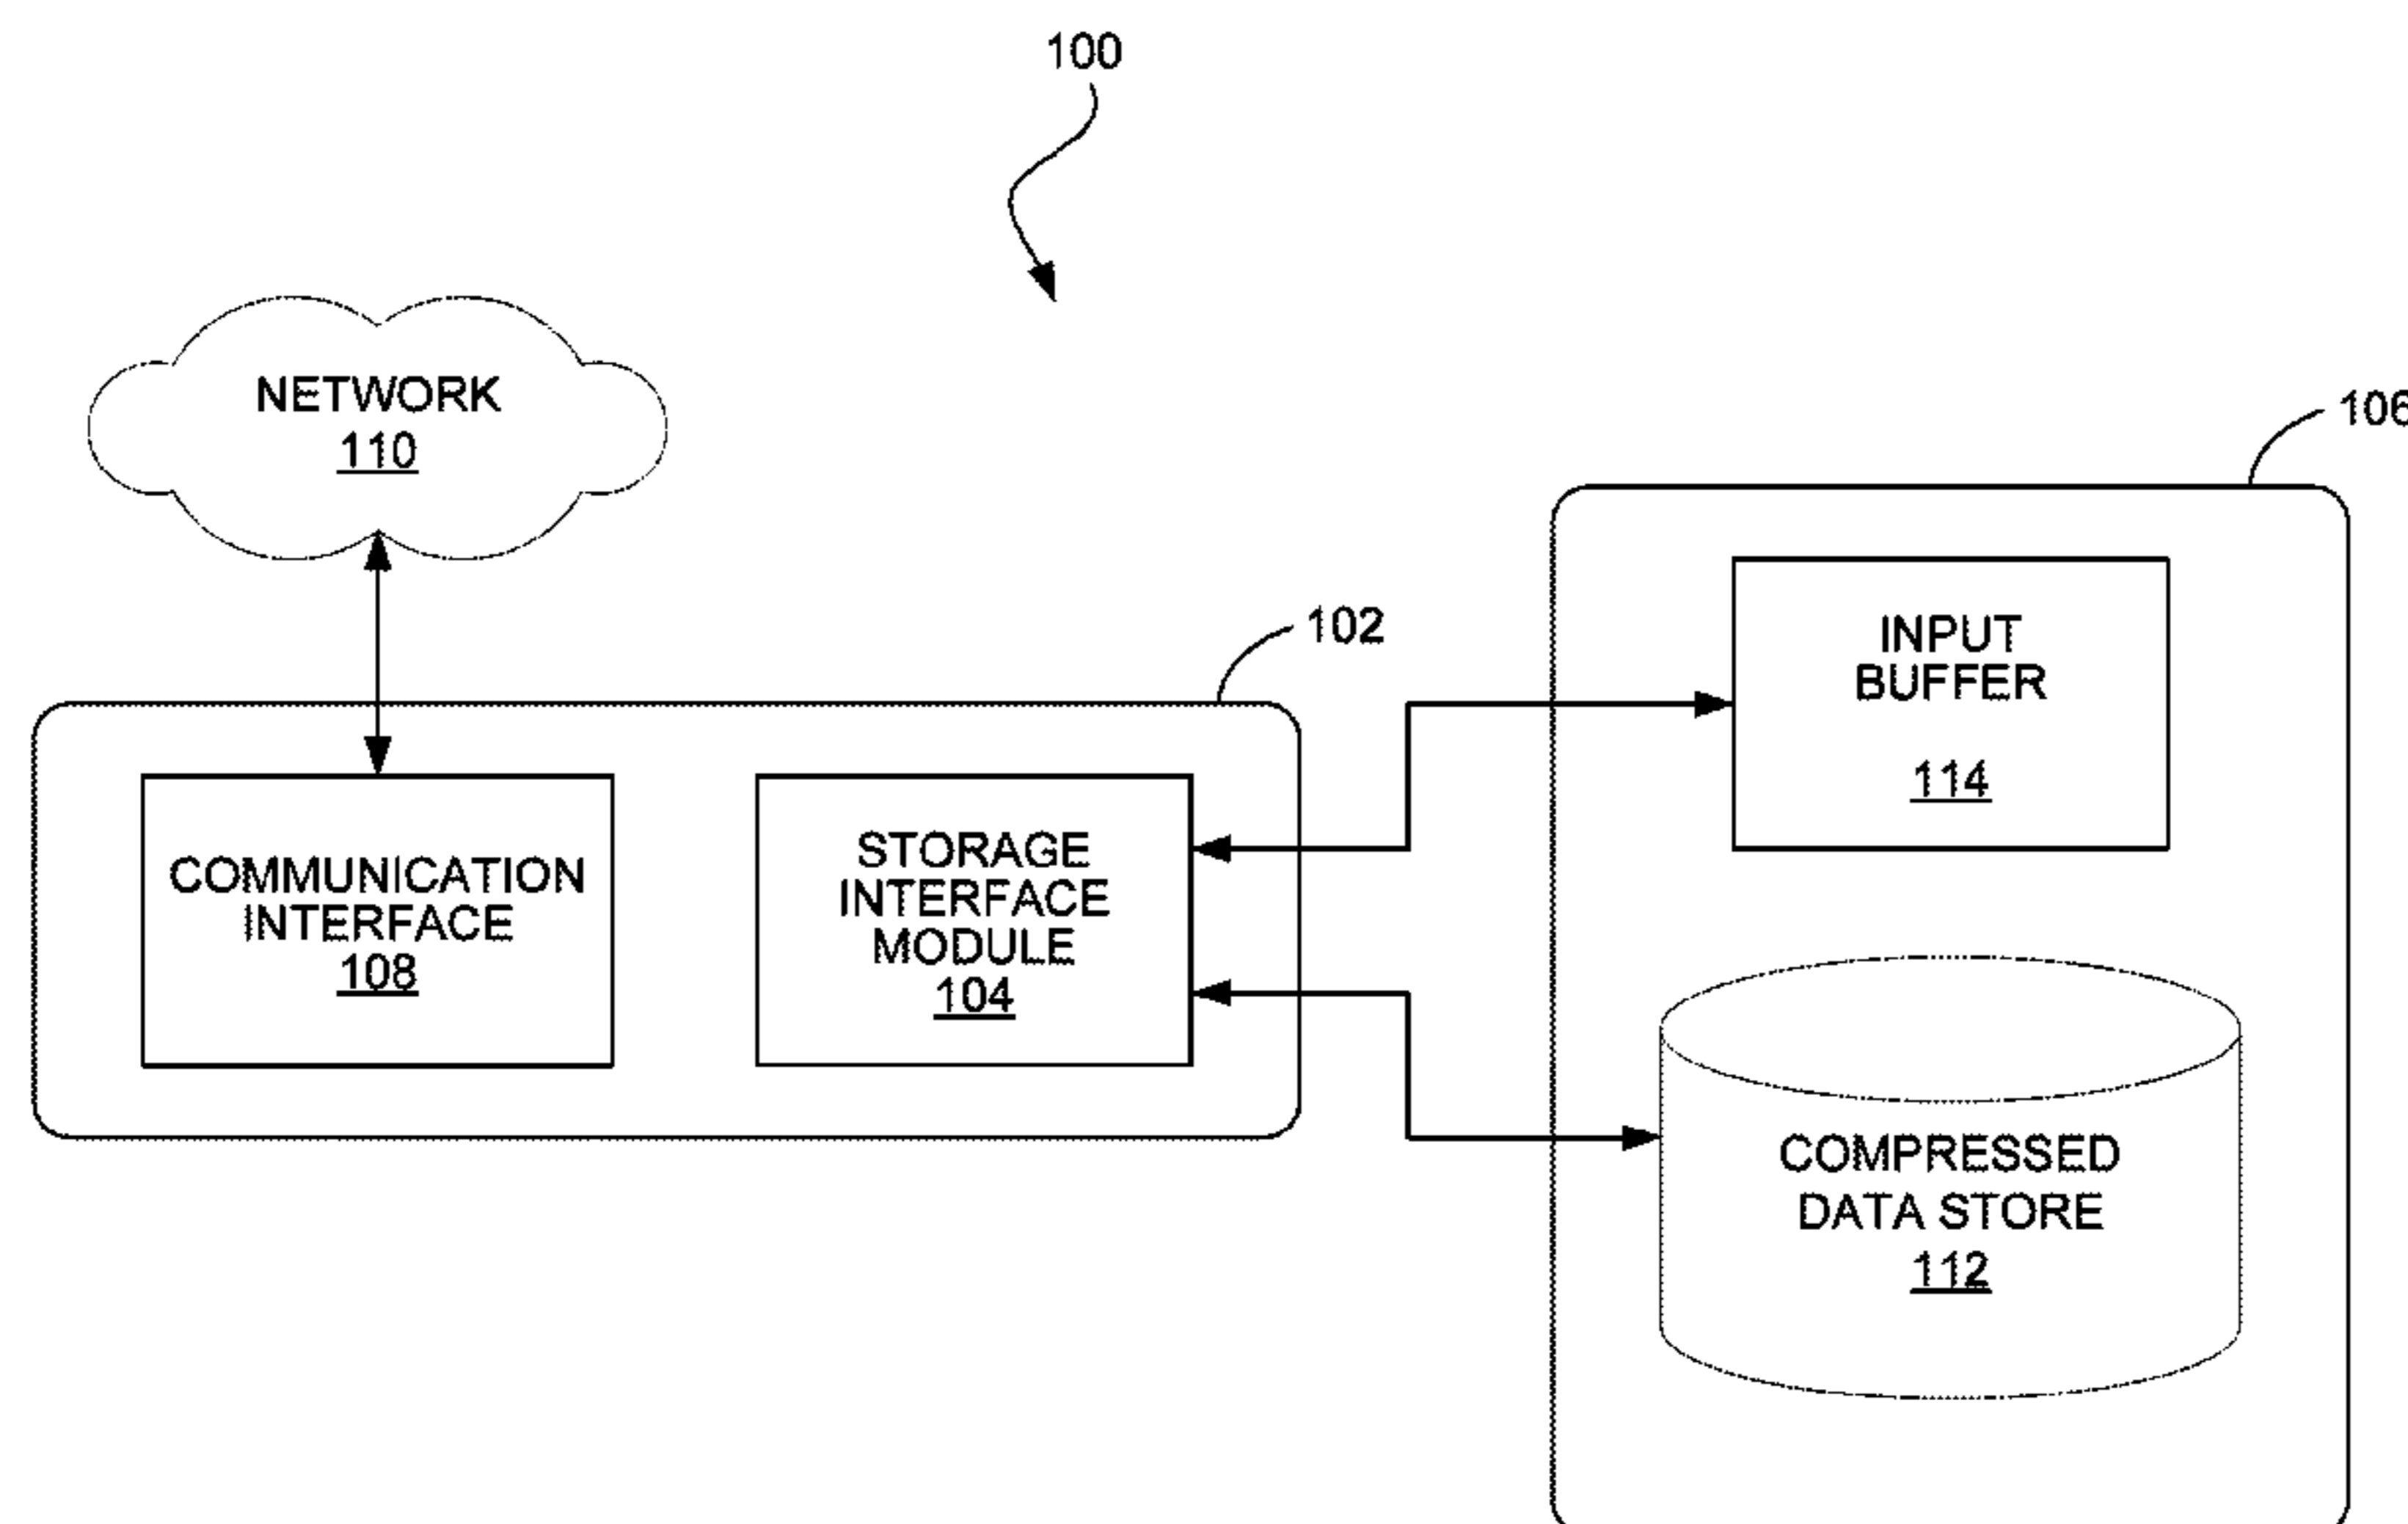 100
NETWORK
110
106
102
INPUT
BUFFER
114
COMMUNICATION
INTERFACE
108
STORAGE
INTERFACE
MODULE
104
COMPRESSED
DATA STORE
112